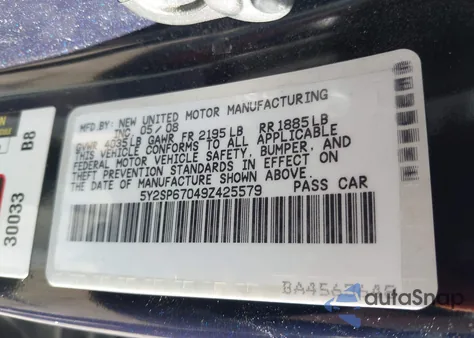 MFD.BY: NEW UNITED MOTOR MANUFACTURING
INC 05/08
GVWR 4035LB GAWR FR 2195LB RR 1885LB
THIS VEHICLE CONFORMS TO ALL APPLICABLE
FEDERAL MOTOR VEHICLE SAFETY, BUMPER, AND
THEFT PREVENTION STANDARDS IN EFFECT ON
THE DATE OF MANUFACTURE SHOWN ABOVE.
5Y2SP67049Z425579 PASS CAR
B8
30033
autoSnap